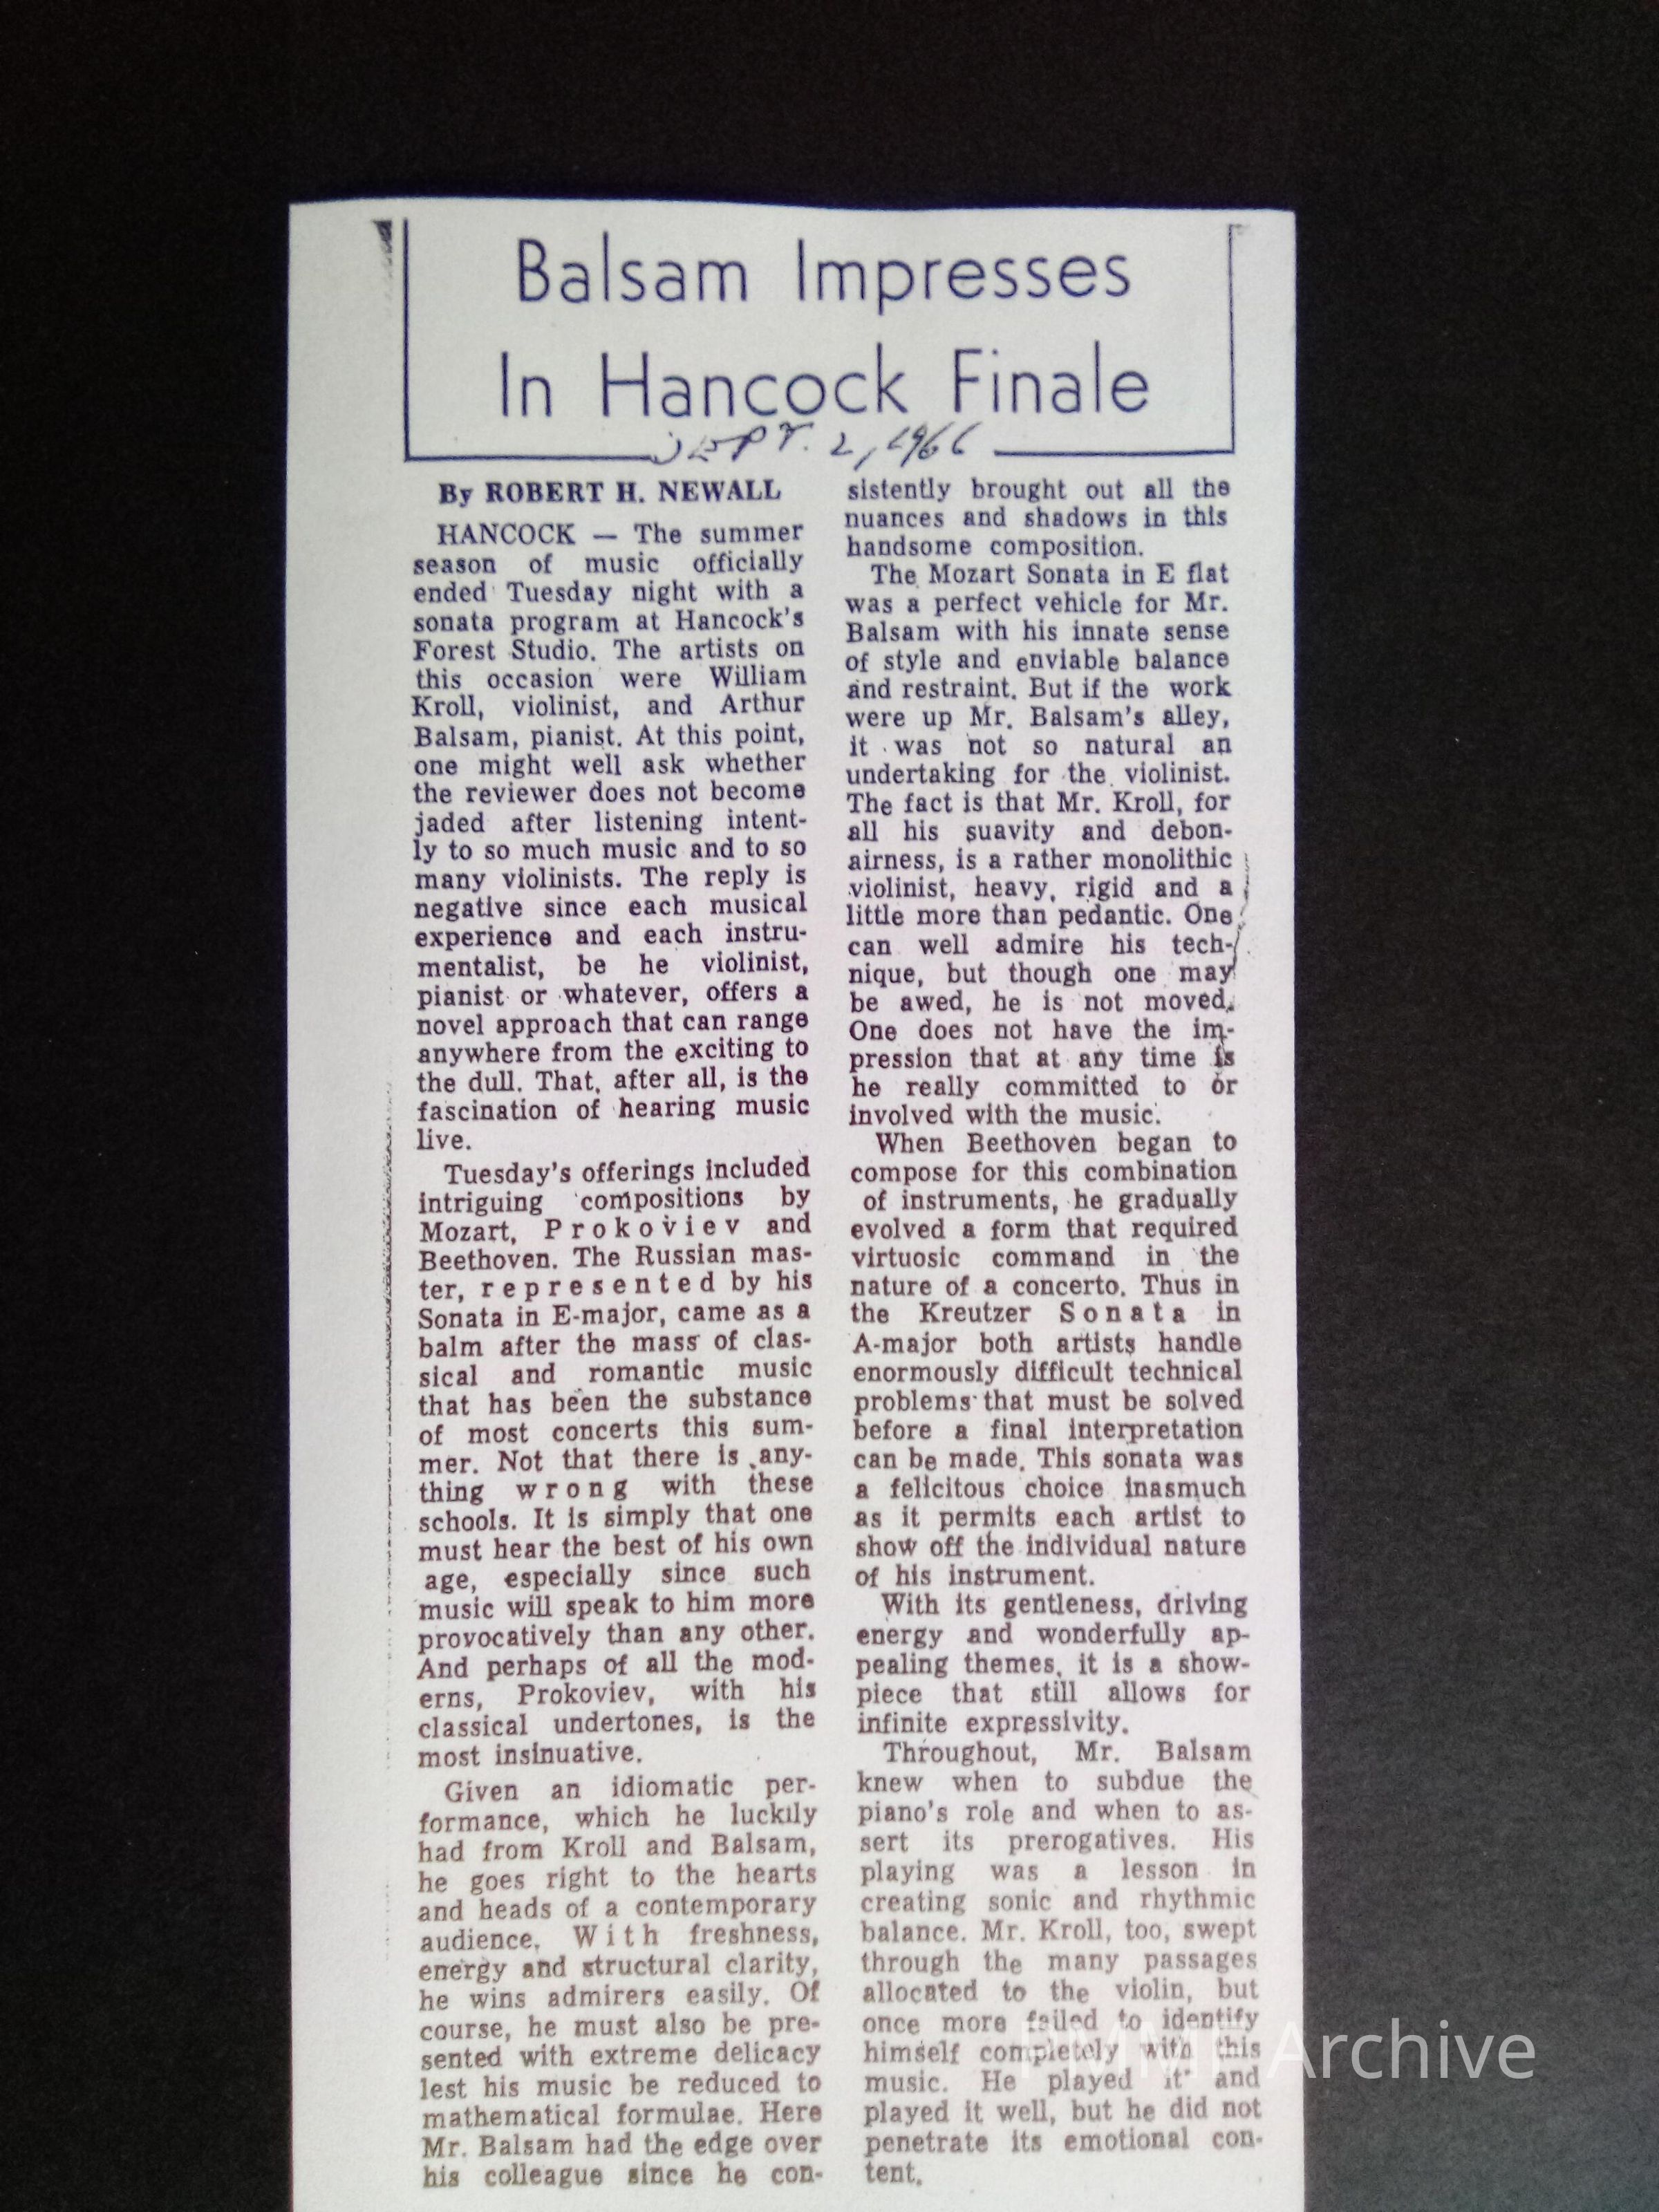 Balsam Impresses
In Hancock Finale
SEPT. 2, 1966
By ROBERT H. NEWALL
HANCOCK — The summer
season of music officially
ended Tuesday night with a
sonata program at Hancock's
Forest Studio. The artists on
this occasion were William
Kroll, violinist, and Arthur
Balsam, pianist. At this point,
one might well ask whether
the reviewer does not become
jaded after listening intent-
ly to so much music and to so
many violinists. The reply is
negative since each musical
experience and each instru-
mentalist, be he violinist,
pianist or whatever, offers a
novel approach that can range
anywhere from the exciting to
the dull. That, after all, is the
fascination of hearing music
live.
Tuesday's offerings included
intriguing compositions by
Mozart, Prokoviev and
Beethoven. The Russian mas-
ter, represented by his
Sonata in E-major, came as a
balm after the mass of clas-
sical and romantic music
that has been the substance
of most concerts this sum-
mer. Not that there is any-
thing wrong with these
schools. It is simply that one
must hear the best of his own
age, especially since such
music will speak to him more
provocatively than any other.
And perhaps of all the mod-
erns, Prokoviev, with his
classical undertones, is the
most insinuative.
Given an idiomatic per-
formance, which he luckily
had from Kroll and Balsam,
he goes right to the hearts
and heads of a contemporary
audience. With freshness,
energy and structural clarity,
he wins admirers easily. Of
course, he must also be pre-
sented with extreme delicacy
lest his music be reduced to
mathematical formulae. Here
Mr. Balsam had the edge over
his colleague since he con-
sistently brought out all the
nuances and shadows in this
handsome composition.
The Mozart Sonata in E flat
was a perfect vehicle for Mr.
Balsam with his innate sense
of style and enviable balance
and restraint. But if the work
were up Mr. Balsam's alley,
it was not so natural an
undertaking for the violinist.
The fact is that Mr. Kroll, for
all his suavity and debon-
airness, is a rather monolithic
violinist, heavy, rigid and a
little more than pedantic. One
can well admire his tech-
nique, but though one may
be awed, he is not moved.
One does not have the im-
pression that at any time is
he really committed to or
involved with the music.
When Beethoven began to
compose for this combination
of instruments, he gradually
evolved a form that required
virtuosic command in the
nature of a concerto. Thus in
the Kreutzer Sonata in
A-major both artists handle
enormously difficult technical
problems that must be solved
before a final interpretation
can be made. This sonata was
a felicitous choice inasmuch
as it permits each artist to
show off the individual nature
of his instrument.
With its gentleness, driving
energy and wonderfully ap-
pealing themes, it is a show-
piece that still allows for
infinite expressivity.
Throughout, Mr. Balsam
knew when to subdue the
piano's role and when to as-
sert its prerogatives. His
playing was a lesson in
creating sonic and rhythmic
balance. Mr. Kroll, too, swept
through the many passages
allocated to the violin, but
once more failed to identify
himself completely with this
music. He played it and
played it well, but he did not
penetrate its emotional con-
tent.
Archive